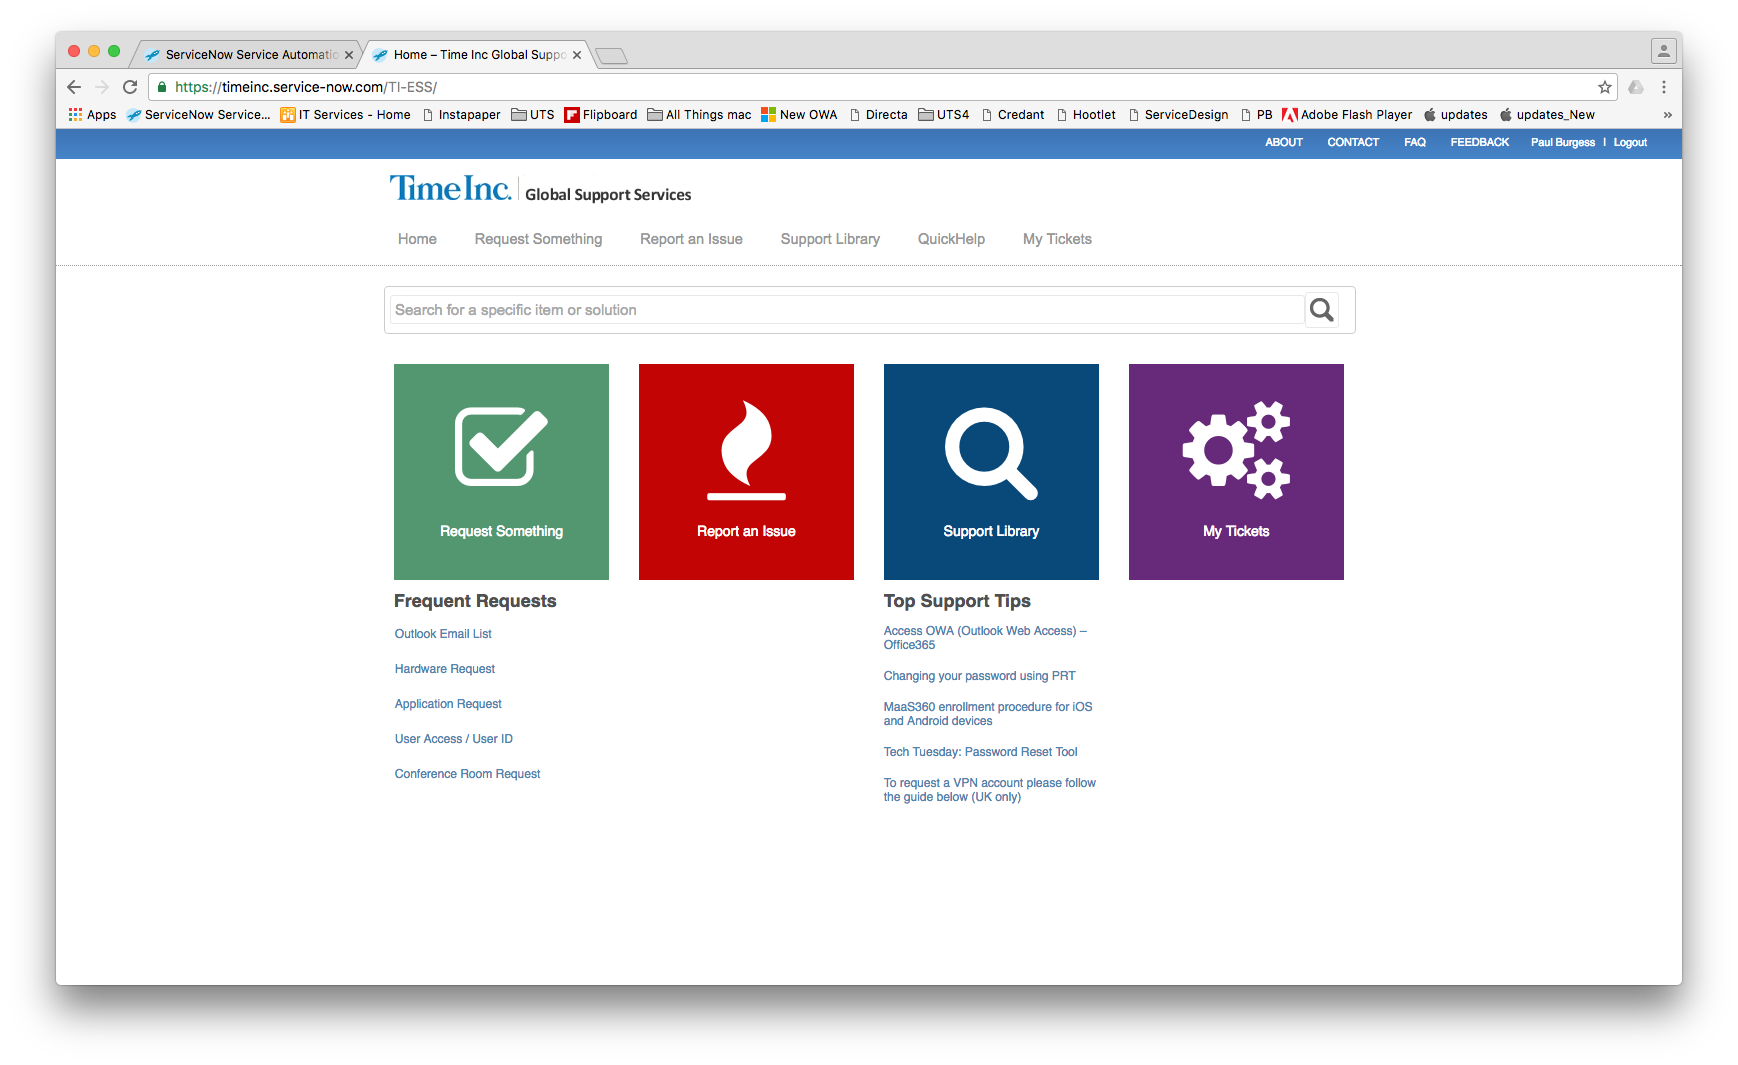 ServiceNow Service Automatio
Home – Time Inc Global Suppo
https://timeinc.service-now.com/TI-ESS/
Apps ServiceNow Service... IT Services - Home Instapaper UTS Flipboard All Things mac New OWA Directa UTS4 Credant Hootlet ServiceDesign PB Adobe Flash Player updates updates_New »
ABOUT CONTACT FAQ FEEDBACK Paul Burgess | Logout
Time Inc. | Global Support Services
Home Request Something Report an Issue Support Library QuickHelp My Tickets
Search for a specific item or solution
Request Something
Report an Issue
Support Library
My Tickets
Frequent Requests
Outlook Email List
Hardware Request
Application Request
User Access / User ID
Conference Room Request
Top Support Tips
Access OWA (Outlook Web Access) –
Office365
Changing your password using PRT
MaaS360 enrollment procedure for iOS
and Android devices
Tech Tuesday: Password Reset Tool
To request a VPN account please follow
the guide below (UK only)